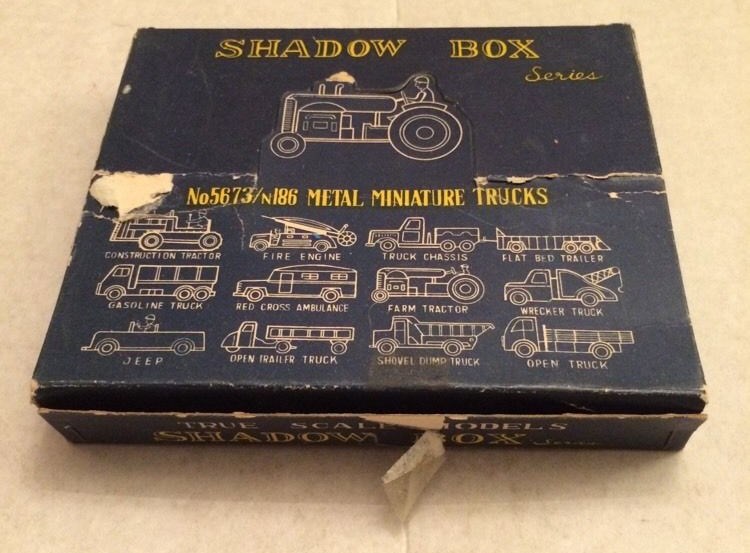 SHADOW BOX
Series
No5673/N186 METAL MINIATURE TRUCKS
CONSTRUCTION TRACTOR FIRE ENGINE TRUCK CHASSIS FLAT BED TRAILER
GASOLINE TRUCK RED CROSS AMBULANCE FARM TRACTOR WRECKER TRUCK
JEEP OPEN TRAILER TRUCK SHOVEL DUMP TRUCK OPEN TRUCK
TRUE SCALE MODELS
SHADOW BOX Series